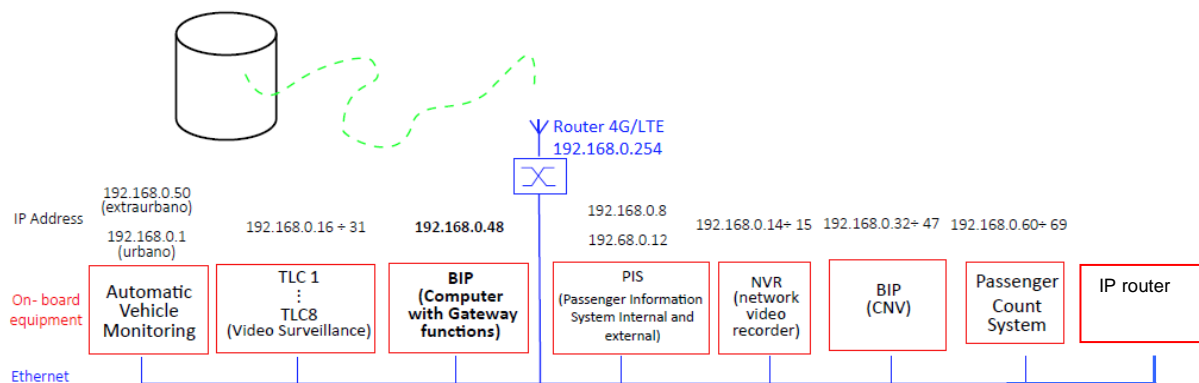 Router 4G/LTE
192.168.0.254
IP Address
192.168.0.50
(extraurbano)
192.168.0.1
(urbano)
192.168.0.16 ÷ 31
192.168.0.48
192.168.0.8
192.68.0.12
192.168.0.14÷ 15
192.168.0.32÷ 47
192.168.0.60÷ 69
On- board
equipment
Automatic
Vehicle
Monitoring
TLC 1
⋮
TLC8
(Video Surveillance)
BIP
(Computer
with Gateway
functions)
PIS
(Passenger Information
System Internal and
external)
NVR
(network
video
recorder)
BIP
(CNV)
Passenger
Count
System
IP router
Ethernet